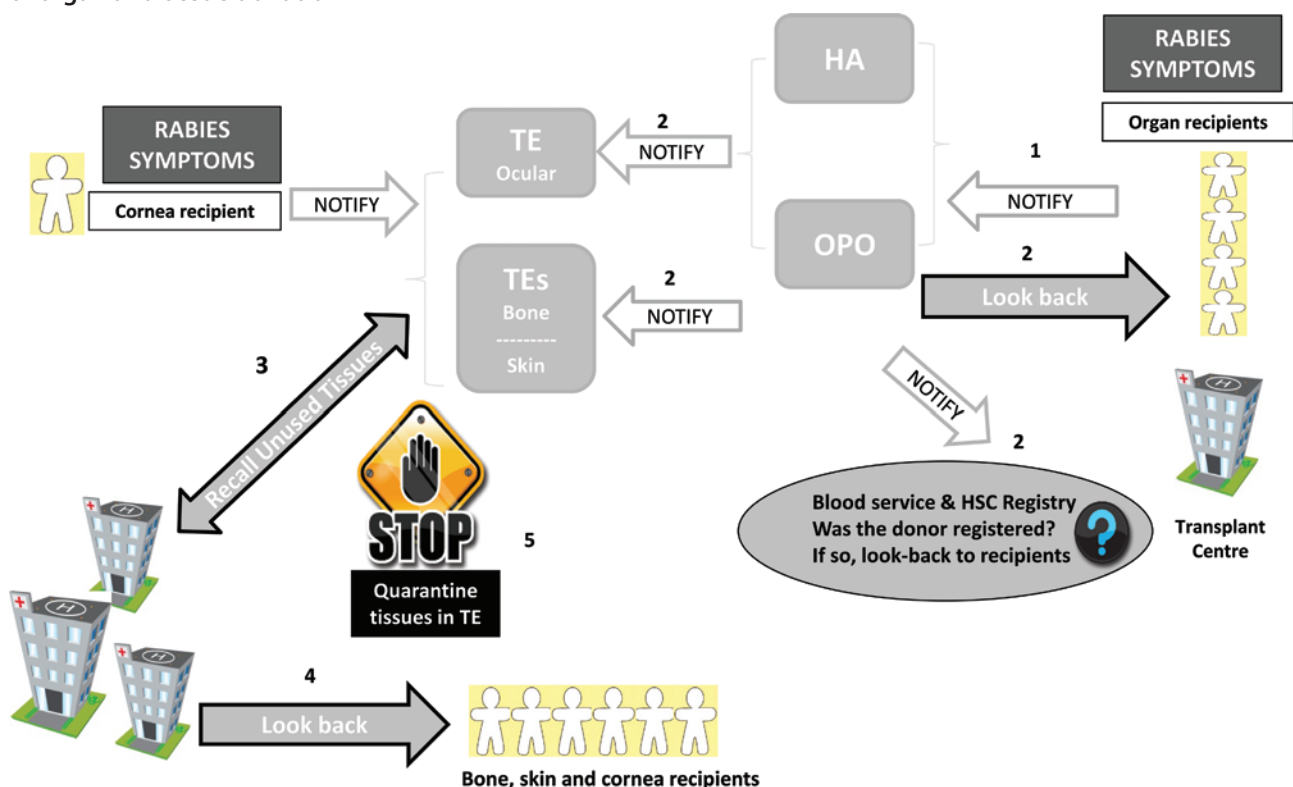 HA
RABIES
SYMPTOMS
Organ recipients
1
NOTIFY
RABIES
SYMPTOMS
Cornea recipient
NOTIFY
TE
Ocular
2
NOTIFY
OPO
TEs
Bone
---------
Skin
2
NOTIFY
2
Look back
3
Recall Unused Tissues
NOTIFY
2
Blood service & HSC Registry
Was the donor registered?
If so, look-back to recipients
?
H
Transplant
Centre
STOP
5
Quarantine
tissues in TE
H
H
H
4
Look back
Bone, skin and cornea recipients